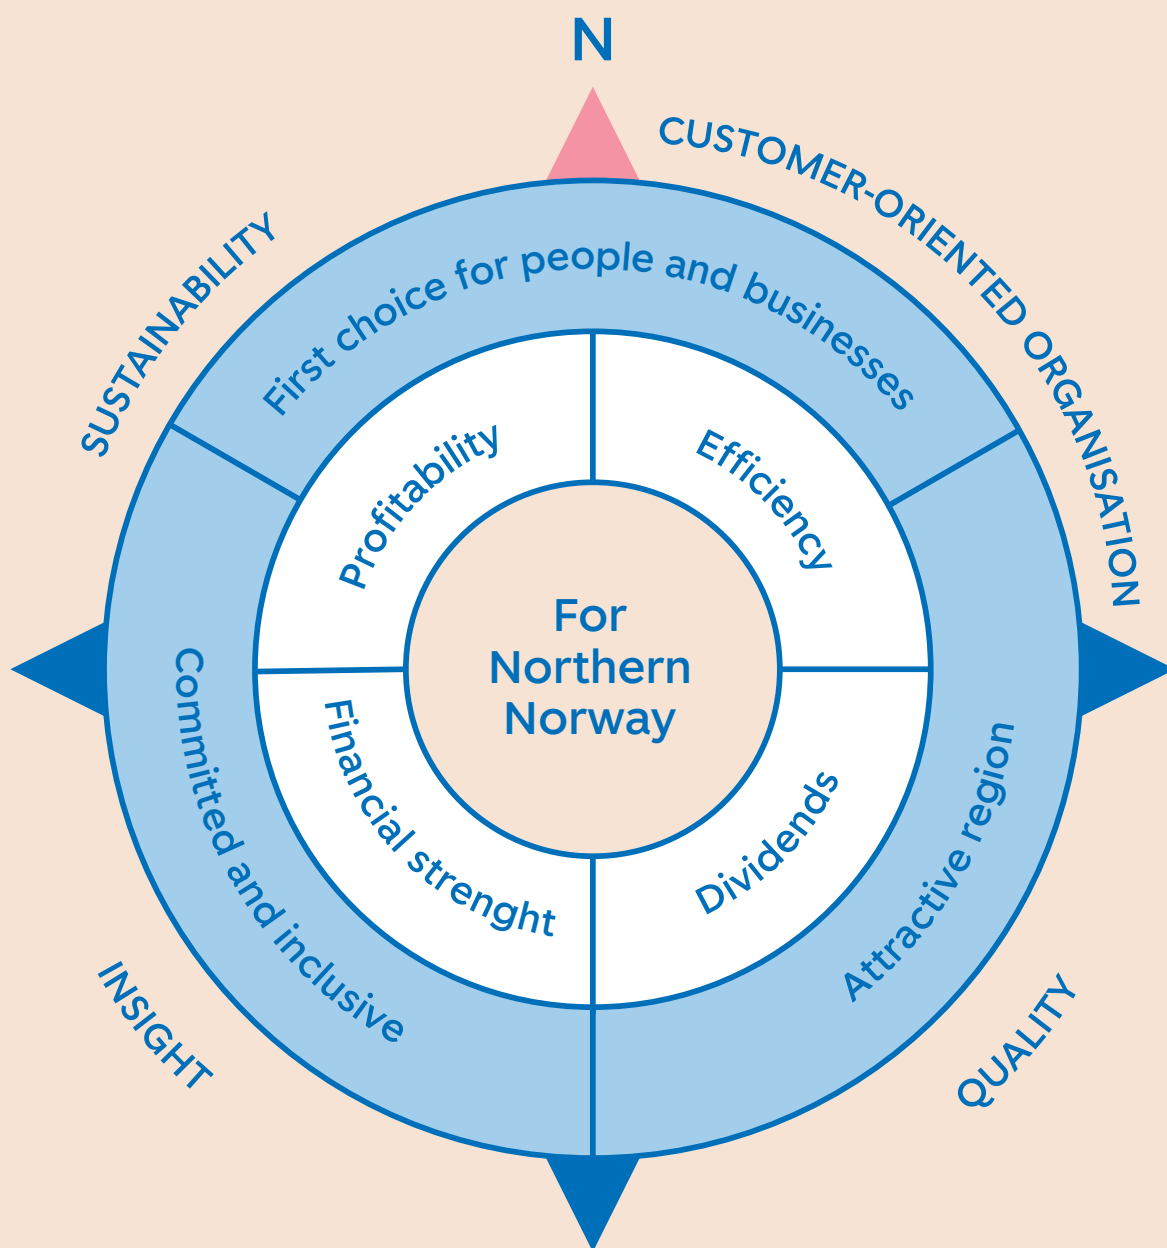 N
CUSTOMER-ORIENTED ORGANISATION
SUSTAINABILITY
First choice for people and businesses
Profitability
Efficiency
For
Northern
Norway
Committed and inclusive
Financial strenght
Dividends
Attractive region
INSIGHT
QUALITY